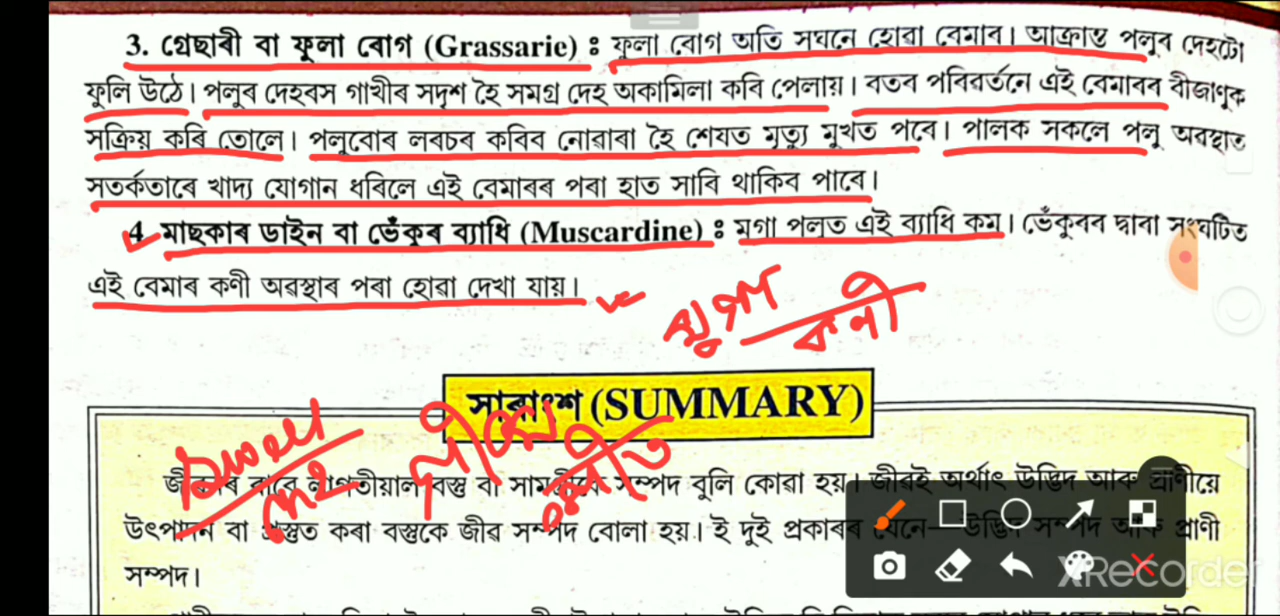 3. গ্ৰেছাৰী বা ফুলা ৰোগ (Grassarie) : ফুলা ৰোগ অতি সঘনে হোৱা বেমাৰ। আক্ৰান্ত পলুৰ দেহটো
ফুলি উঠে। পলুৰ দেহৰস গাখীৰ সদৃশ হৈ সমগ্ৰ দেহ অকামিলা কৰি পেলায়। বতৰ পৰিৱৰ্তনে এই বেমাৰৰ বীজাণুক
সক্ৰিয় কৰি তোলে। পলুবোৰ লৰচৰ কৰিব নোৱাৰা হৈ শেষত মৃত্যু মুখত পৰে। পালক সকলে পলু অৱস্থাত
সতৰ্কতাৰে খাদ্য যোগান ধৰিলে এই বেমাৰৰ পৰা হাত সাৰি থাকিব পাৰে।
4. মাছকাৰ ডাইন বা ভেঁকুৰ ব্যাধি (Muscardine) : মুগা পলুত এই ব্যাধি কম। ভেঁকুৰৰ দ্বাৰা সংঘটিত
এই বেমাৰ কণী অৱস্থাৰ পৰা হোৱা দেখা যায়।
কণী
সাৰাংশ (SUMMARY)
বাবে লাগতীয়াল বস্তু বা সামগ্ৰীকে সম্পদ বুলি কোৱা হয়। জীৱই অৰ্থাৎ উদ্ভিদ আৰু প্ৰাণীয়ে
উৎপাদন বা প্ৰস্তুত কৰা বস্তুকে জীৱ সম্পদ বোলা হয়। ই দুই প্ৰকাৰৰ যেনে— উদ্ভিদ সম্পদ আৰু প্ৰাণী
সম্পদ।
XRecorder